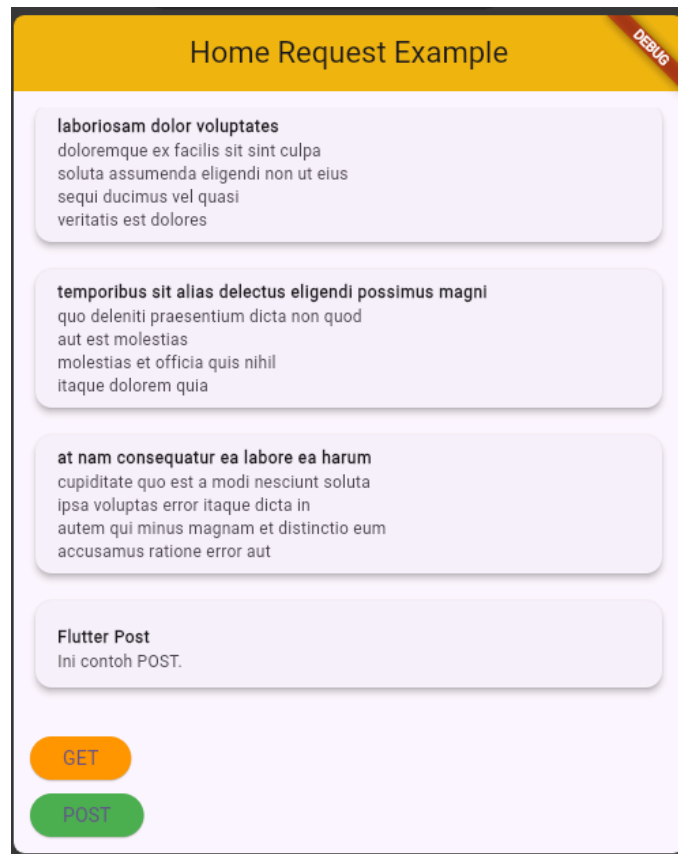 Home Request Example
DEBUG
laboriosam dolor voluptates
doloremque ex facilis sit sint culpa
soluta assumenda eligendi non ut eius
sequi ducimus vel quasi
veritatis est dolores
temporibus sit alias delectus eligendi possimus magni
quo deleniti praesentium dicta non quod
aut est molestias
molestias et officia quis nihil
itaque dolorem quia
at nam consequatur ea labore ea harum
cupiditate quo est a modi nesciunt soluta
ipsa voluptas error itaque dicta in
autem qui minus magnam et distinctio eum
accusamus ratione error aut
Flutter Post
Ini contoh POST.
GET
POST